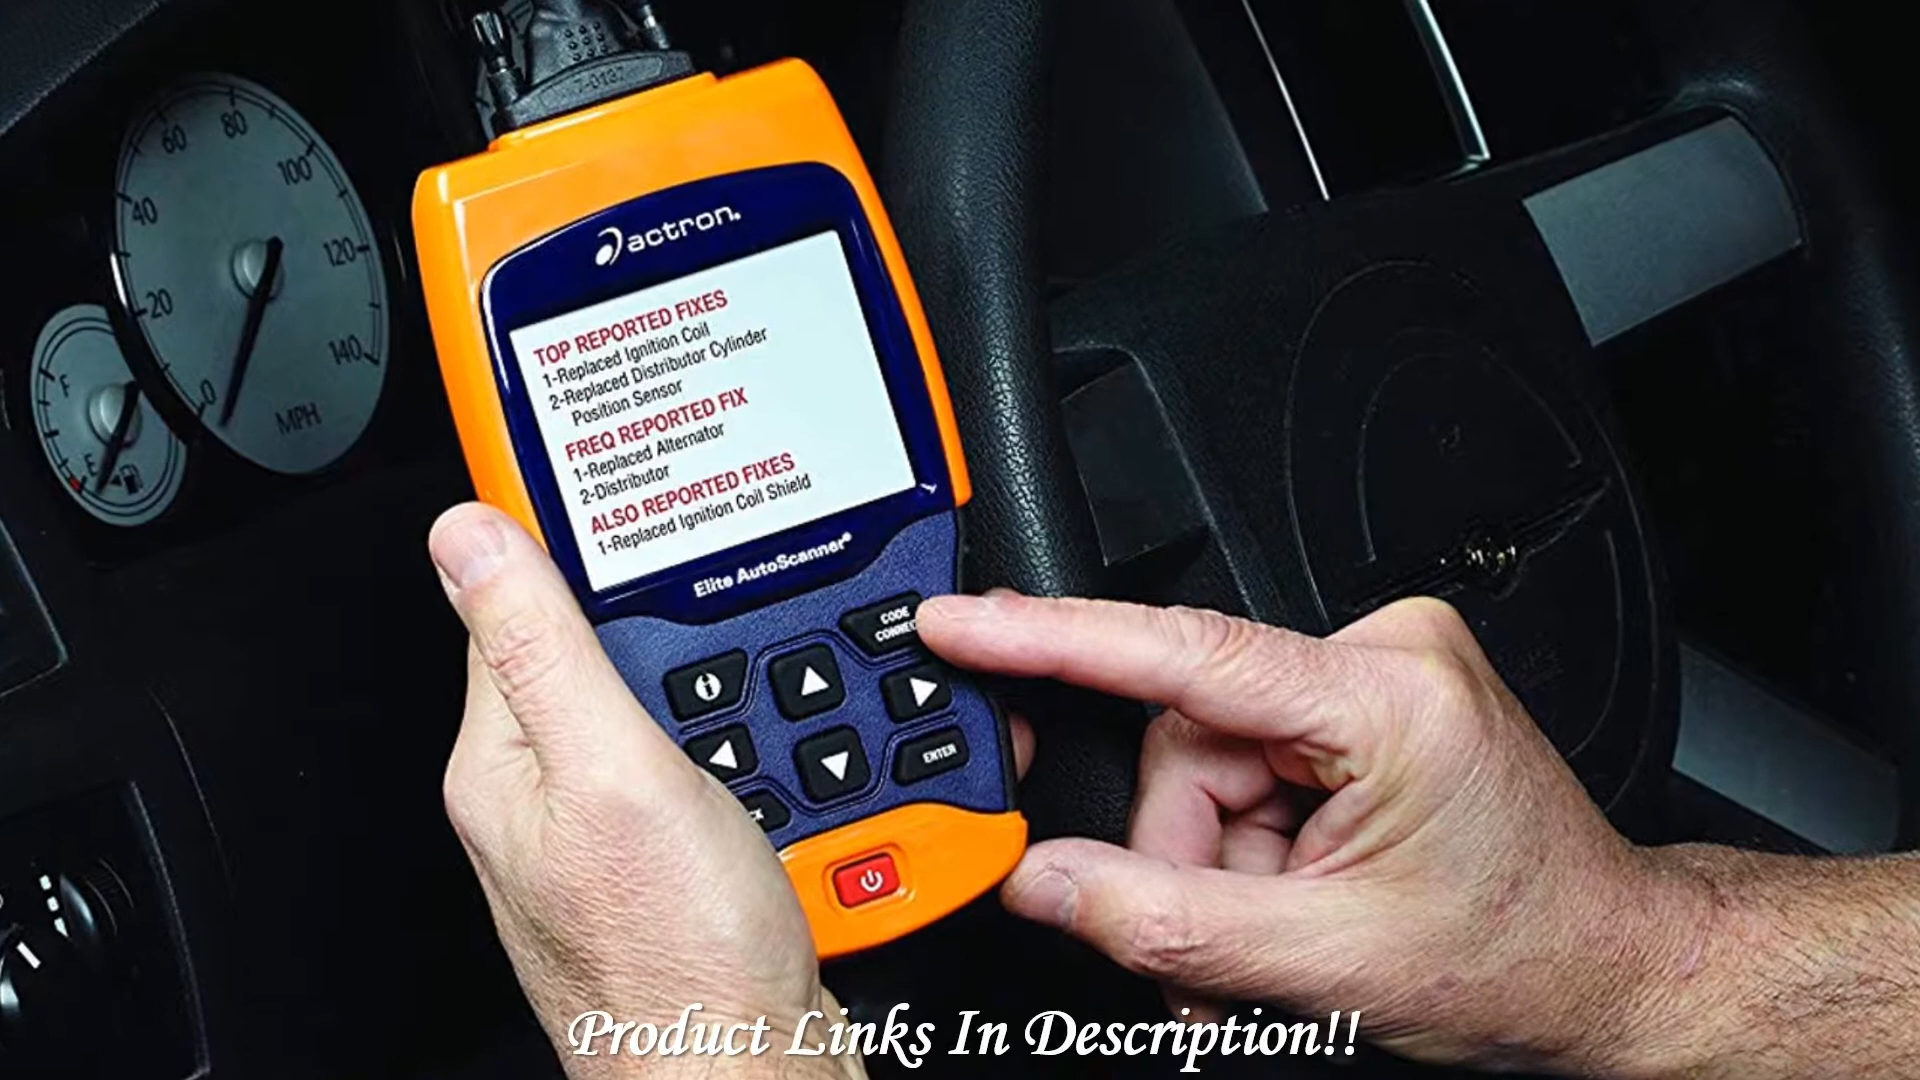 7-0137
60
80
100
40
120
20
140
0
MPH
F
E
actron.
TOP REPORTED FIXES
1-Replaced Ignition Coil
2-Replaced Distributor Cylinder
Position Sensor
FREQ REPORTED FIX
1-Replaced Alternator
2-Distributor
ALSO REPORTED FIXES
1-Replaced Ignition Coil Shield
Elite AutoScanner®
CODE
i
ENTER
Product Links In Description!!